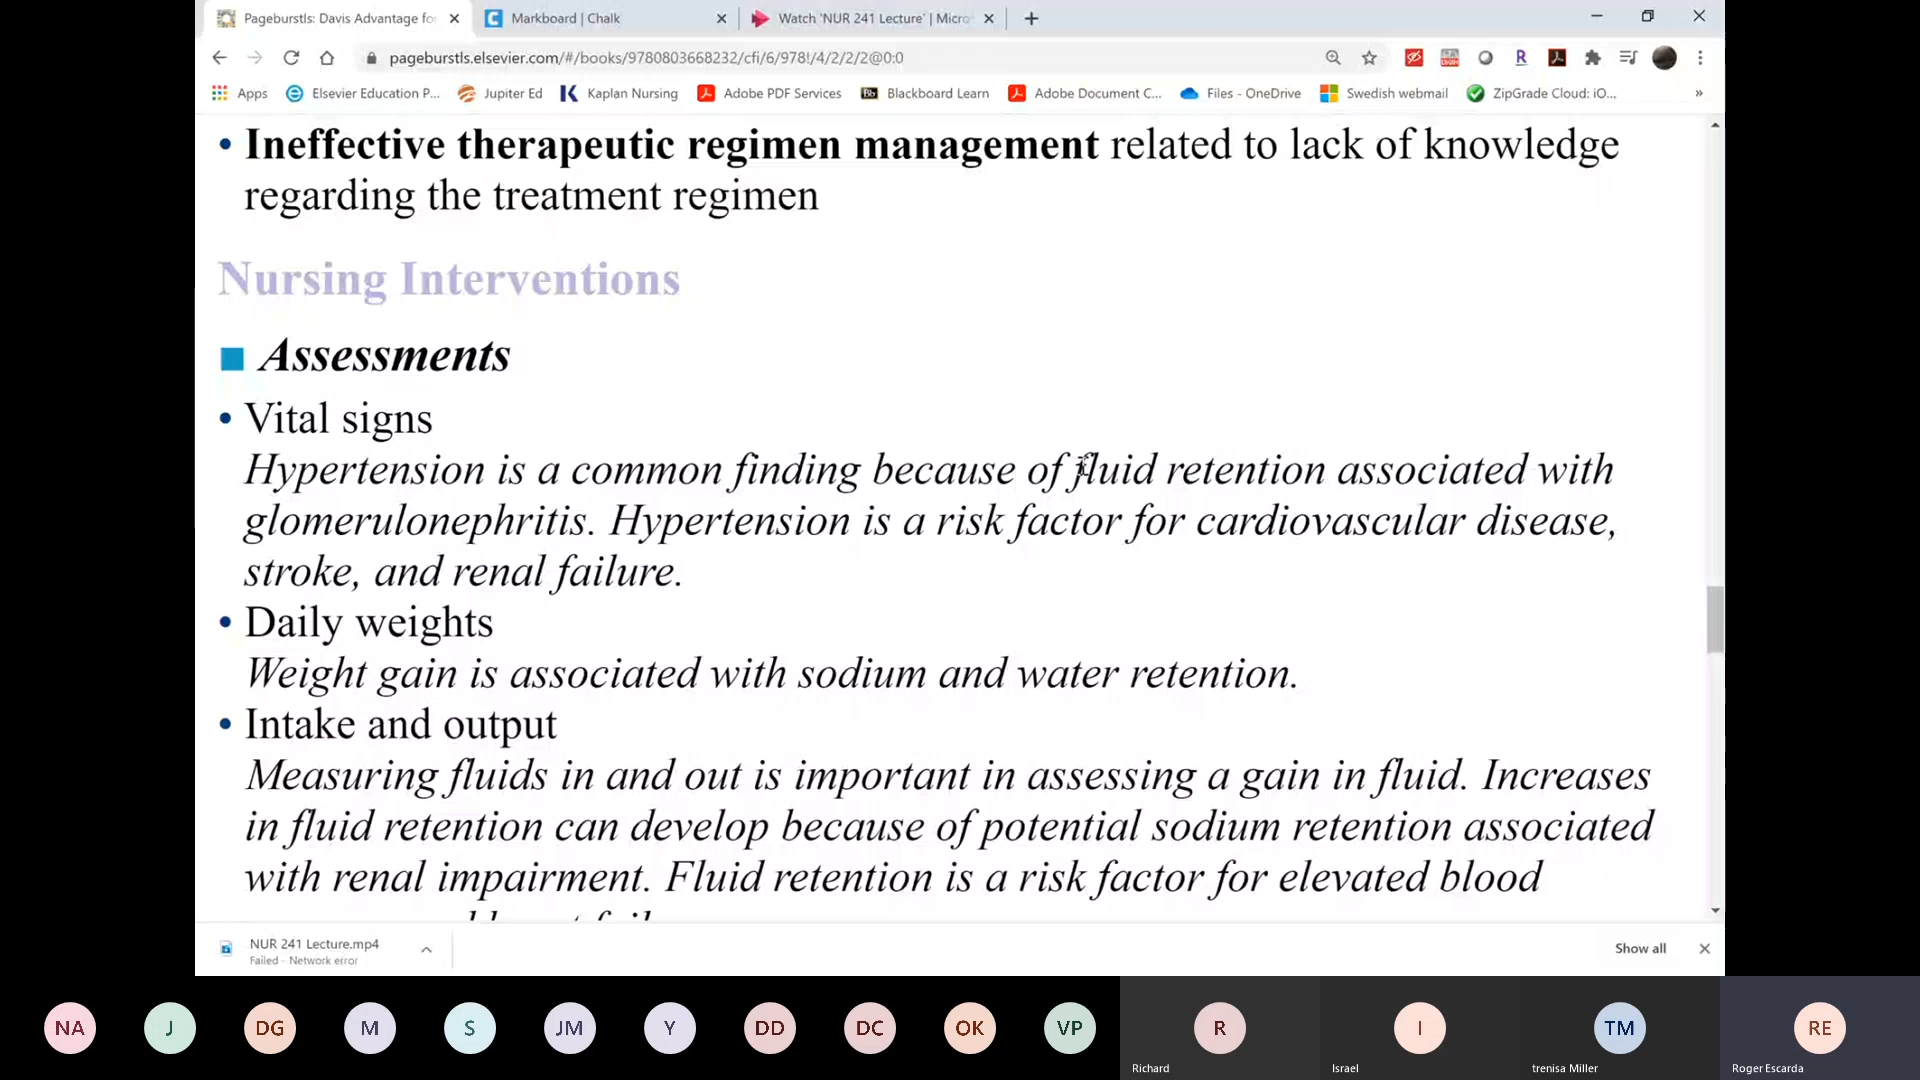 Pageburstls: Davis Advantage for
Markboard | Chalk
Watch 'NUR 241 Lecture' | Micro
pageburstls.elsevier.com/#/books/9780803668232/cfi/6/978!/4/2/2/2@0:0
Apps
Elsevier Education P...
Jupiter Ed
Kaplan Nursing
Adobe PDF Services
Bb
Blackboard Learn
Adobe Document C...
Files - OneDrive
Swedish webmail
ZipGrade Cloud: iO...
»
• Ineffective therapeutic regimen management related to lack of knowledge
regarding the treatment regimen
Nursing Interventions
Assessments
• Vital signs
Hypertension is a common finding because of fluid retention associated with
glomerulonephritis. Hypertension is a risk factor for cardiovascular disease,
stroke, and renal failure.
• Daily weights
Weight gain is associated with sodium and water retention.
• Intake and output
Measuring fluids in and out is important in assessing a gain in fluid. Increases
in fluid retention can develop because of potential sodium retention associated
with renal impairment. Fluid retention is a risk factor for elevated blood
NUR 241 Lecture.mp4
Failed - Network error
Show all
NA
J
DG
M
S
JM
Y
DD
DC
OK
VP
R
I
TM
RE
Richard
Israel
trenisa Miller
Roger Escarda